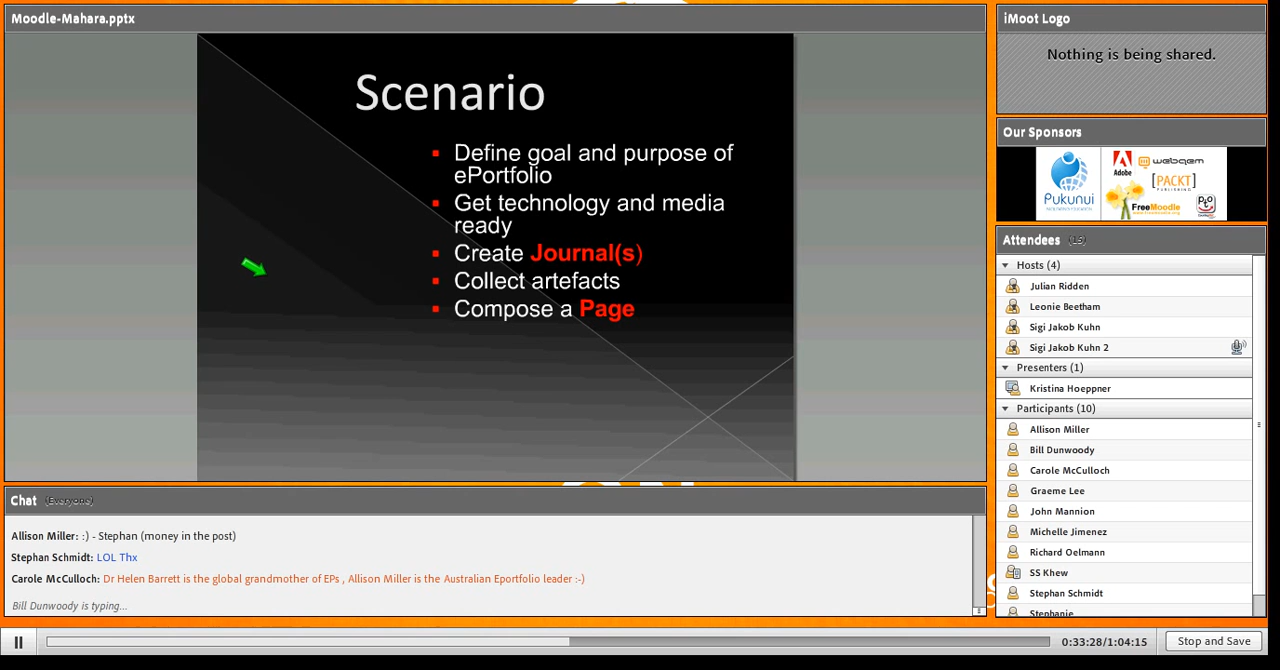 Moodle-Mahara.pptx
Scenario
Define goal and purpose of
ePortfolio
Get technology and media
ready
Create Journal(s)
Collect artefacts
Compose a Page
Chat (Everyone)
Allison Miller: :) - Stephan (money in the post)
Stephan Schmidt: LOL Thx
Carole McCulloch: Dr Helen Barrett is the global grandmother of EPs , Allison Miller is the Australian Eportfolio leader :-)
Bill Dunwoody is typing...
iMoot Logo
Nothing is being shared.
Our Sponsors
Pukunui
Adobe
webgem
[PACKT]
PUBLISHING
FreeMoodle
Attendees (15)
Hosts (4)
Julian Ridden
Leonie Beetham
Sigi Jakob Kuhn
Sigi Jakob Kuhn 2
Presenters (1)
Kristina Hoeppner
Participants (10)
Allison Miller
Bill Dunwoody
Carole McCulloch
Graeme Lee
John Mannion
Michelle Jimenez
Richard Oelmann
SS Khew
Stephan Schmidt
Stephanie
0:33:28/1:04:15
Stop and Save